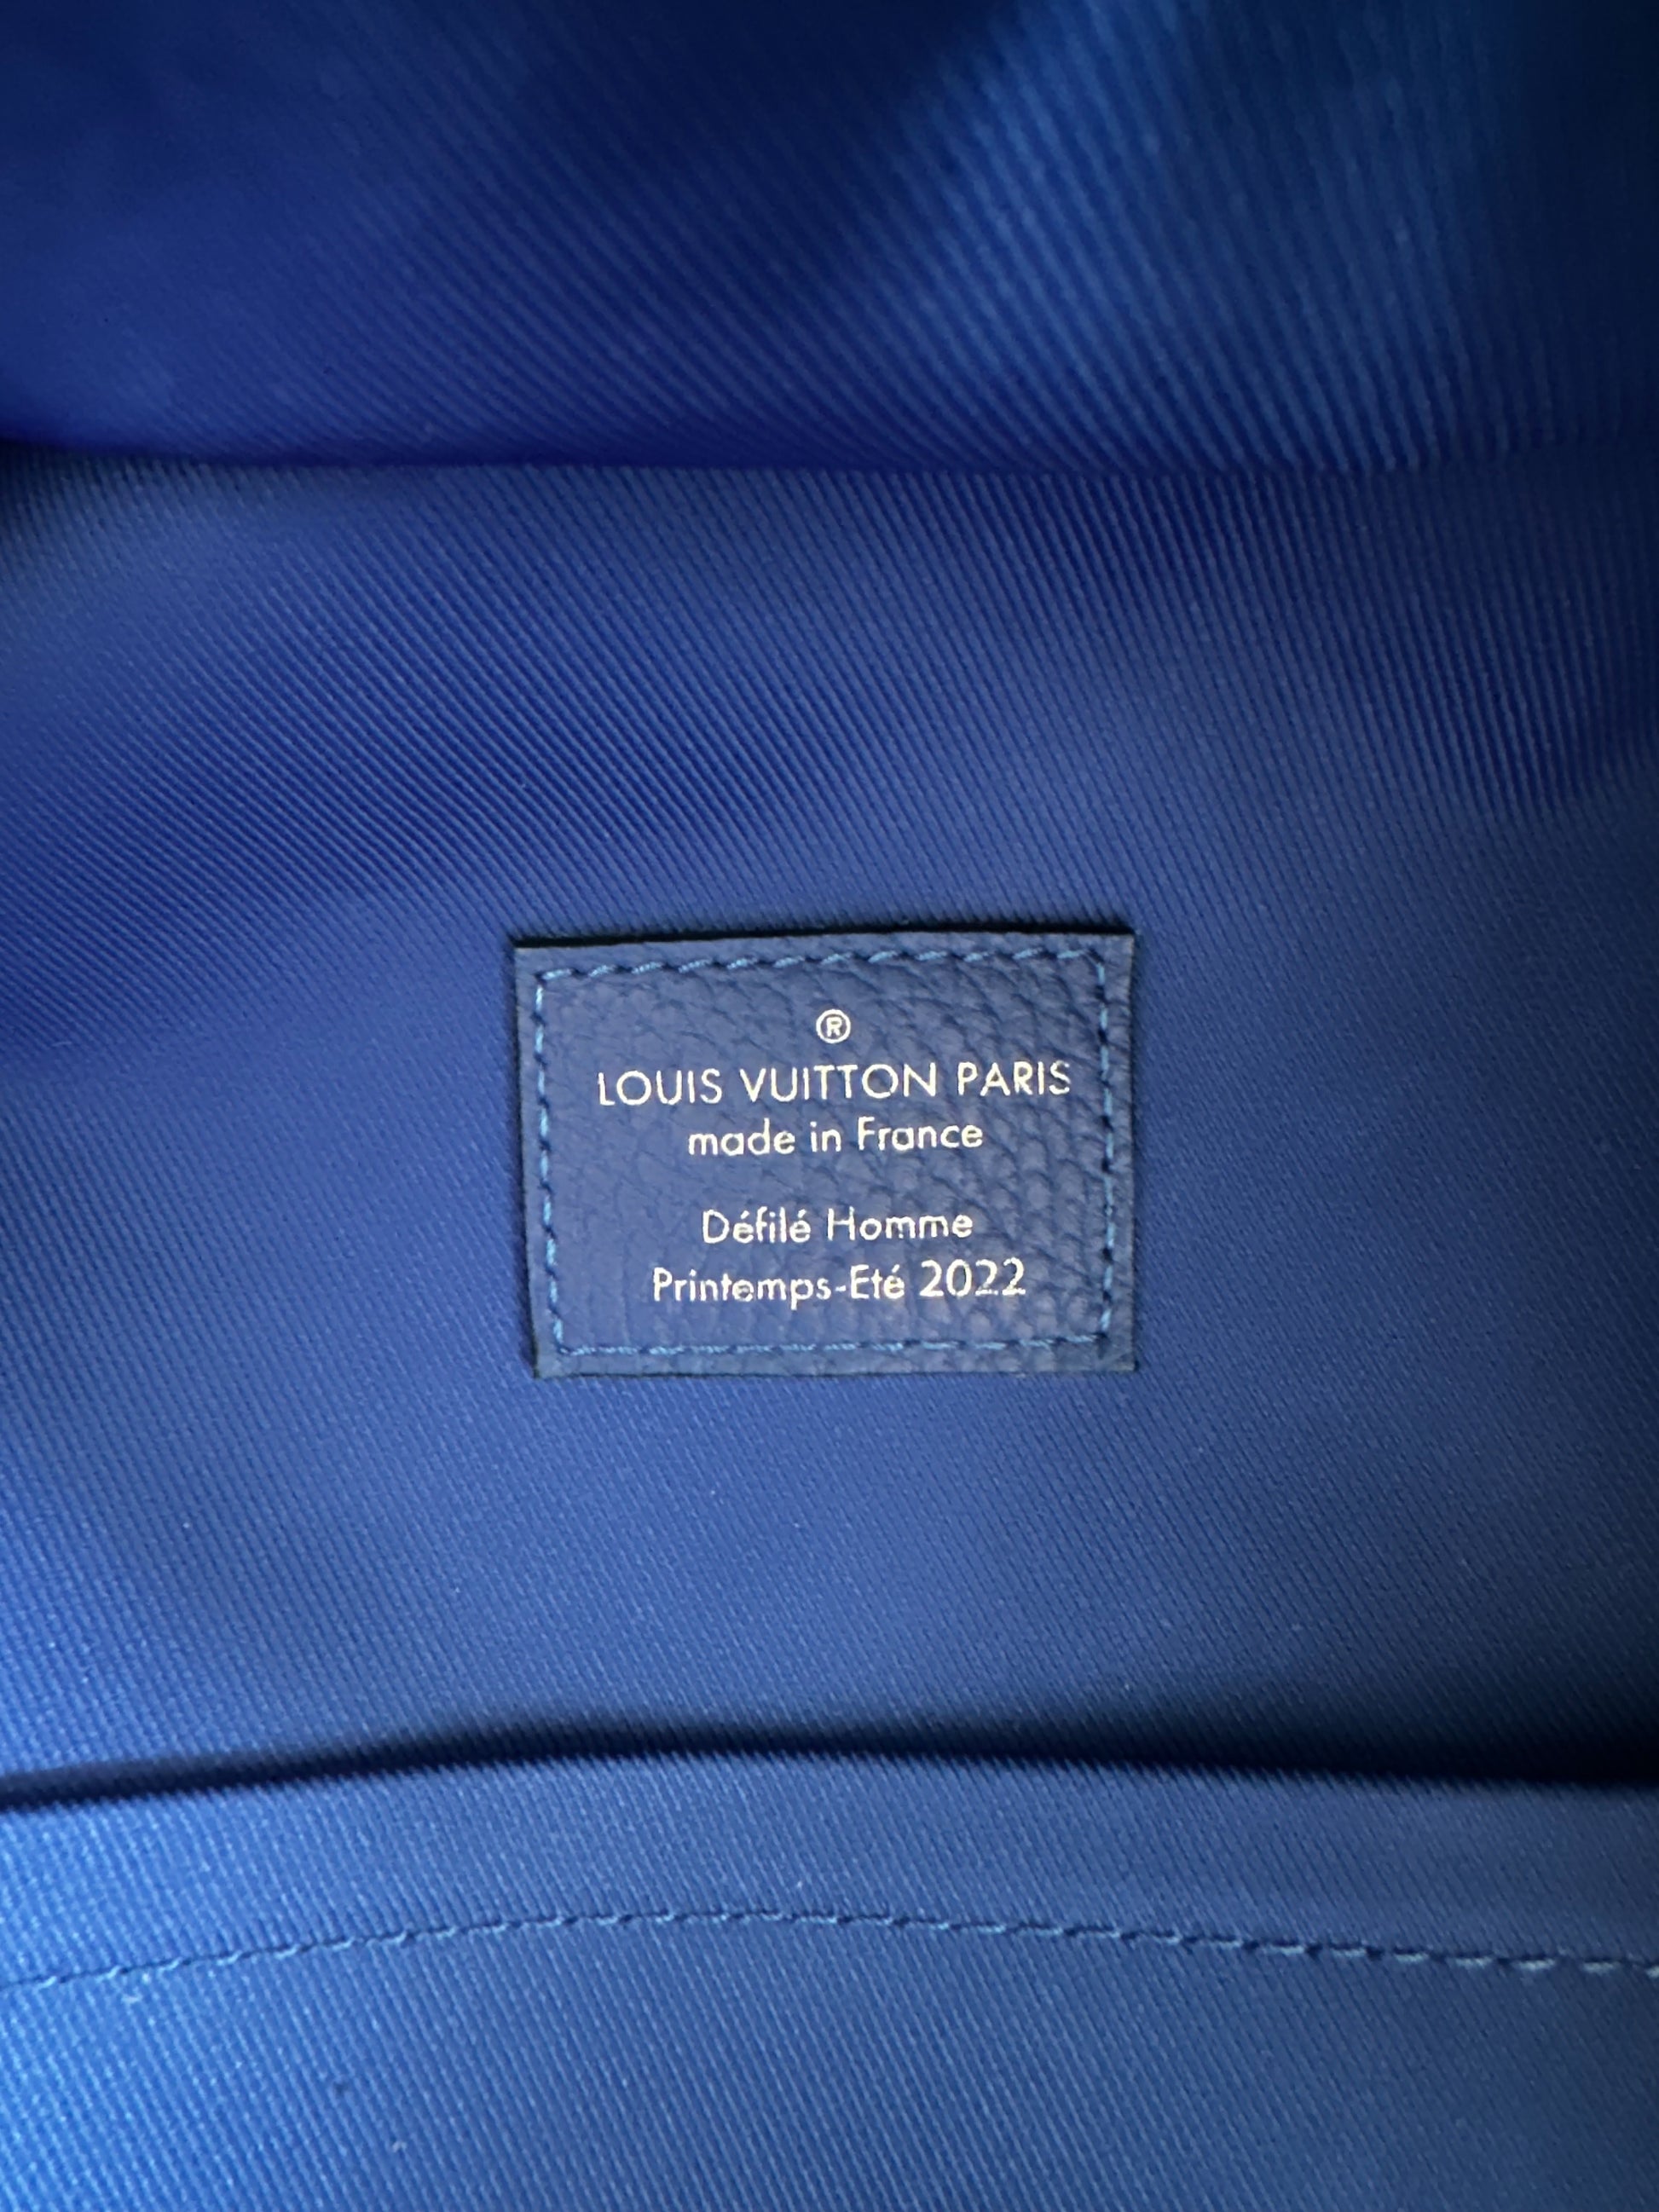 ®
LOUIS VUITTON PARIS
made in France
Défilé Homme
Printemps-Eté 2022